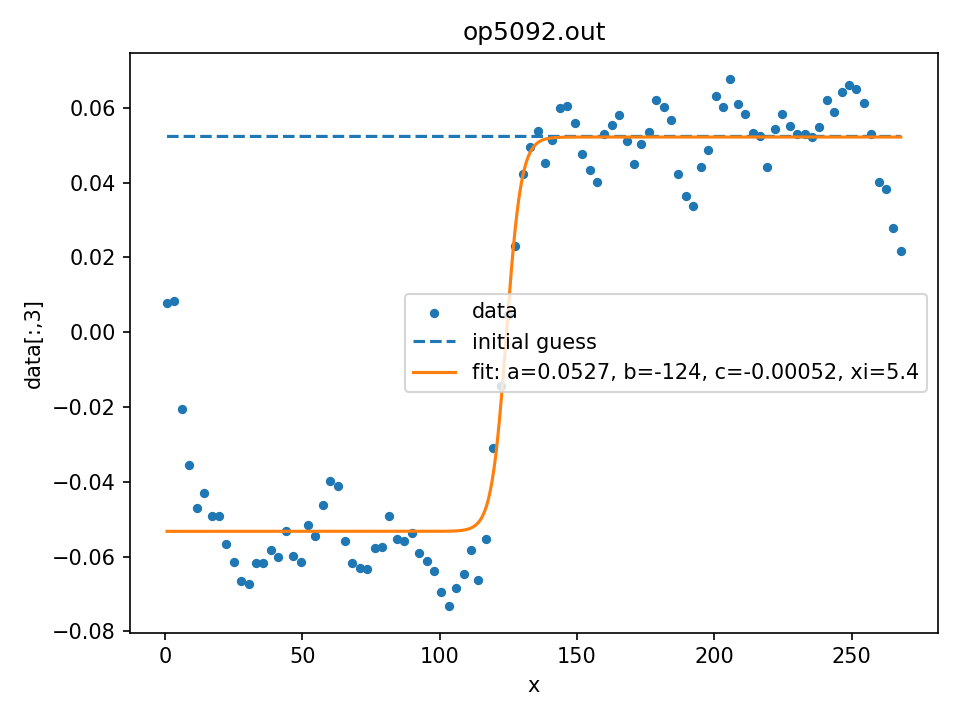 op5092.out
0.06
0.04
0.02
0.00
−0.02
−0.04
−0.06
−0.08
data[:,3]
data
initial guess
fit: a=0.0527, b=-124, c=-0.00052, xi=5.4
0 50 100 150 200 250
x